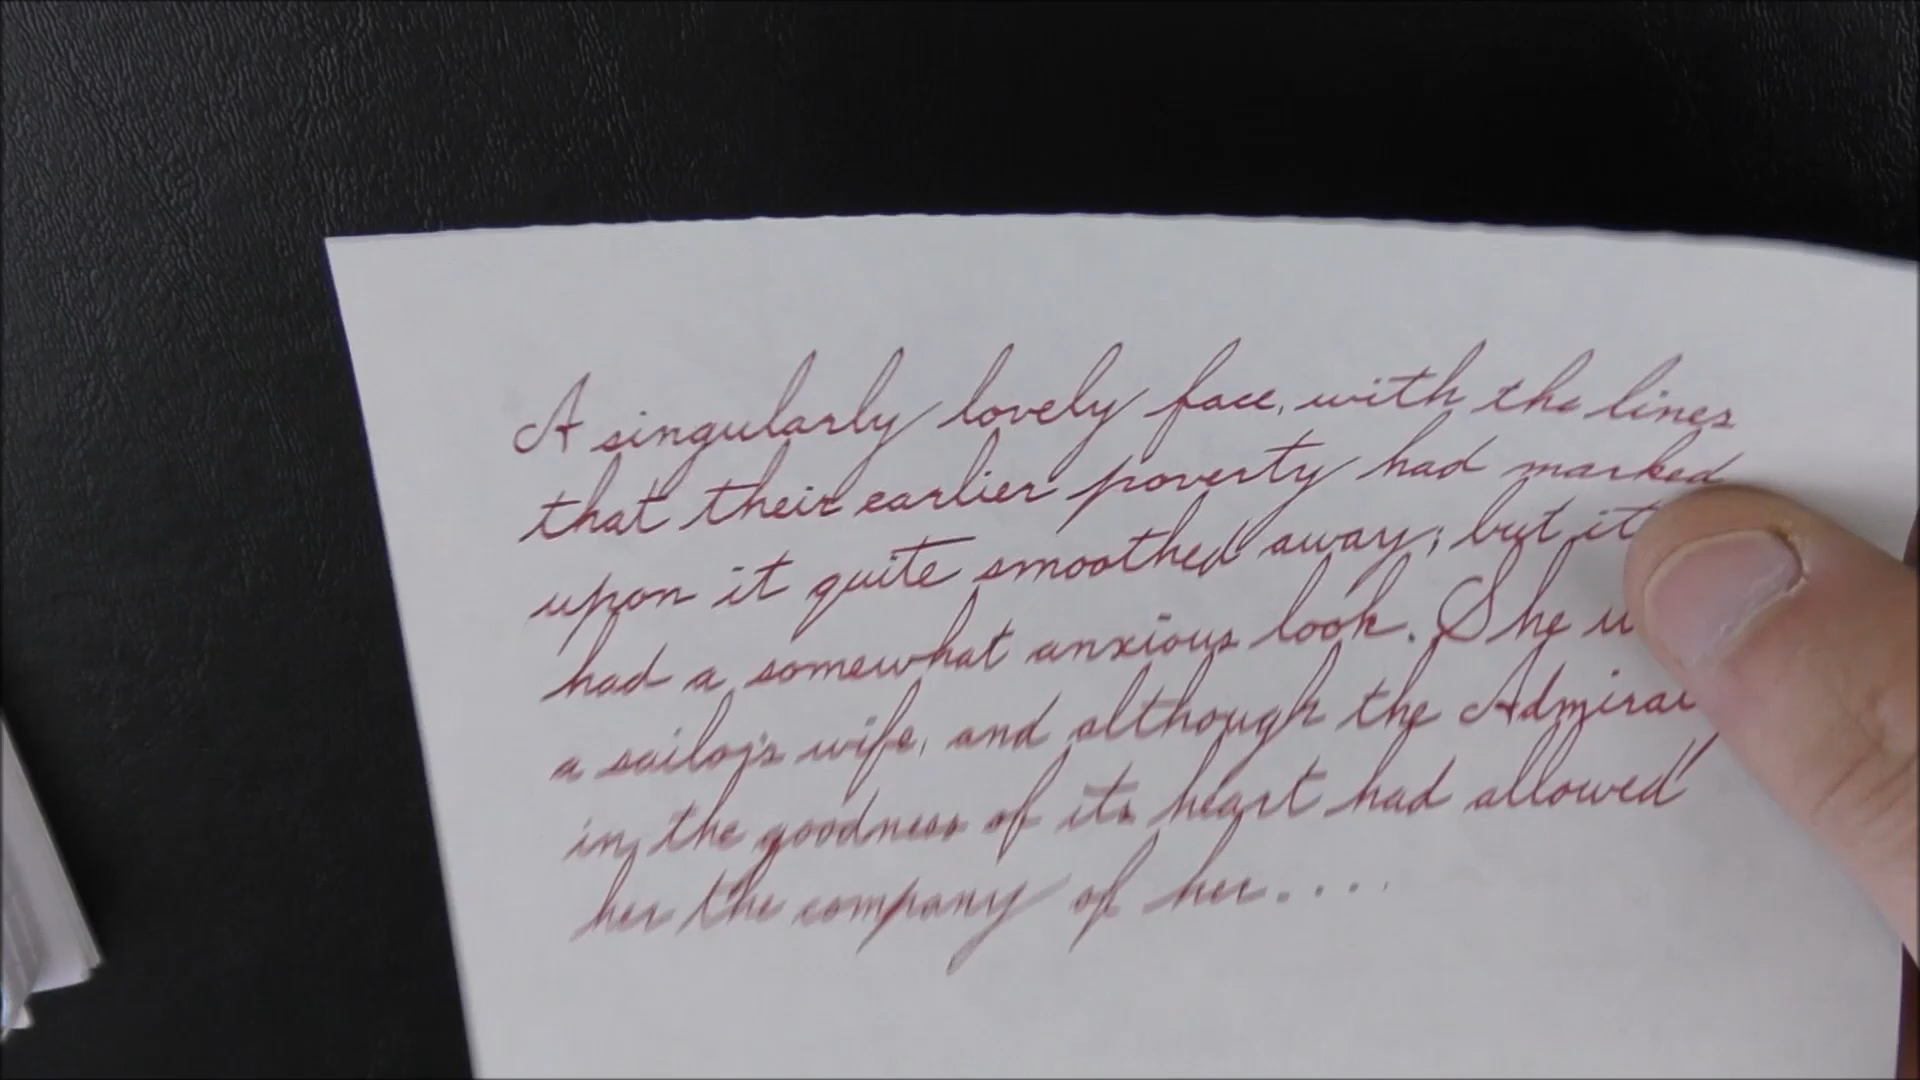 A singularly lovely face, with the lines
that their earlier poverty had marked
upon it quite smoothed away; but it
had a somewhat anxious look. She
a sailor's wife, and although the Admiral
in the goodness of its heart had allowed
her the company of her....